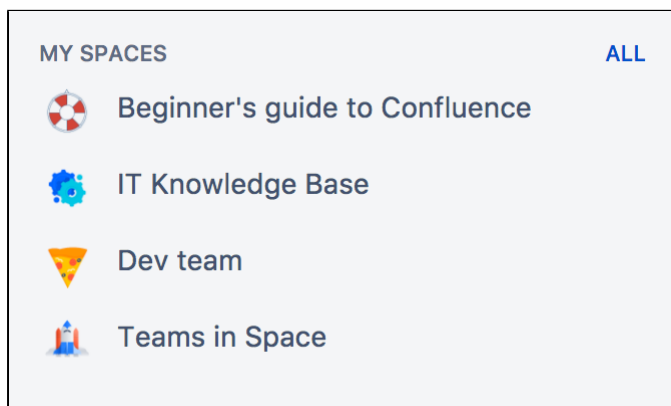 MY SPACES ALL
Beginner's guide to Confluence
IT Knowledge Base
Dev team
Teams in Space